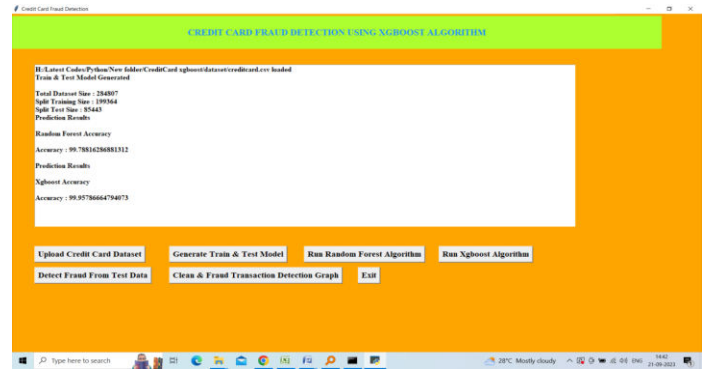 Credit Card Fraud Detection
CREDIT CARD FRAUD DETECTION USING XGBOOST ALGORITHM
H:/Latest Codes/Python/New folder/CreditCard xgboost/dataset/creditcard.csv loaded
Train & Test Model Generated
Total Dataset Size : 284807
Split Training Size : 199364
Split Test Size : 85443
Prediction Results
Random Forest Accuracy
Accuracy : 99.78816286881312
Prediction Results
Xgboost Accuracy
Accuracy : 99.95786664794073
Upload Credit Card Dataset
Generate Train & Test Model
Run Random Forest Algorithm
Run Xgboost Algorithm
Detect Fraud From Test Data
Clean & Fraud Transaction Detection Graph
Exit
Type here to search
28°C Mostly cloudy
ENG
14:42
21-09-2023